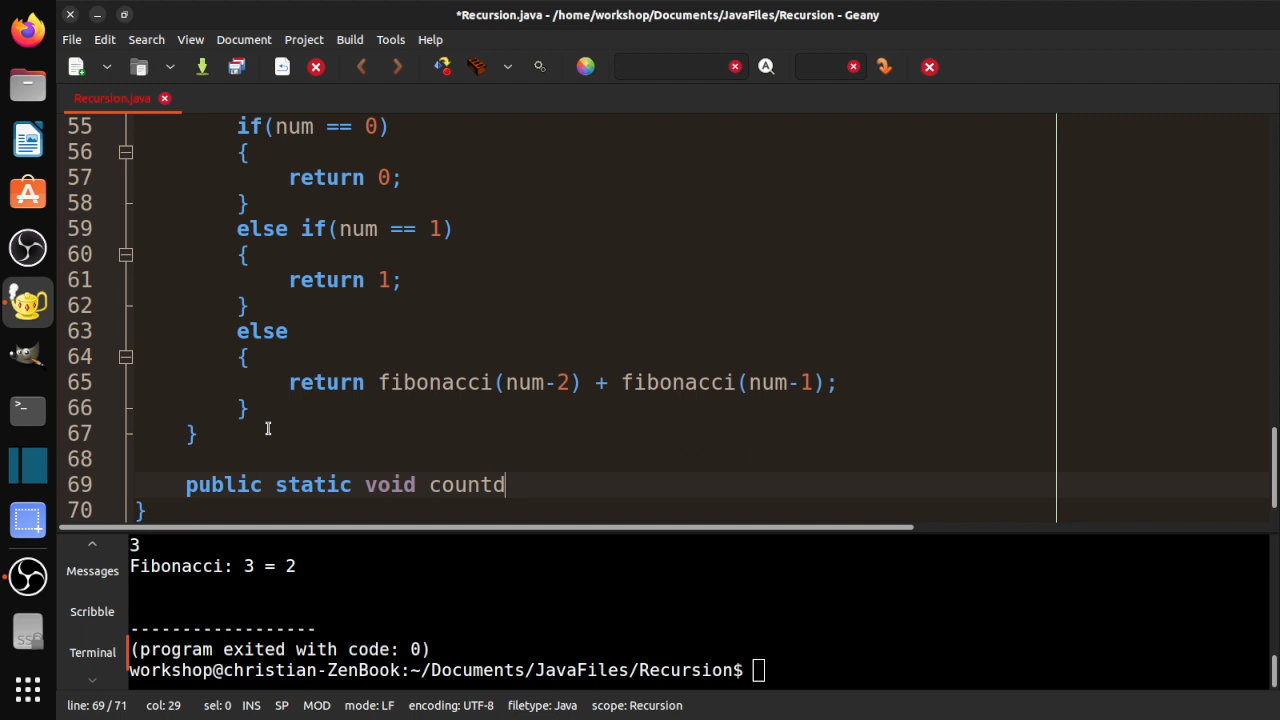 *Recursion.java - /home/workshop/Documents/JavaFiles/Recursion - Geany
File Edit Search View Document Project Build Tools Help
Recursion.java
55 if(num == 0)
56 {
57 return 0;
58 }
59 else if(num == 1)
60 {
61 return 1;
62 }
63 else
64 {
65 return fibonacci(num-2) + fibonacci(num-1);
66 }
67 }
68
69 public static void countd
70 }
3
Messages
Fibonacci: 3 = 2
Scribble
-----------------
Terminal
(program exited with code: 0)
workshop@christian-ZenBook:~/Documents/JavaFiles/Recursion$
line: 69 / 71 col: 29 sel: 0 INS SP MOD mode: LF encoding: UTF-8 filetype: Java scope: Recursion